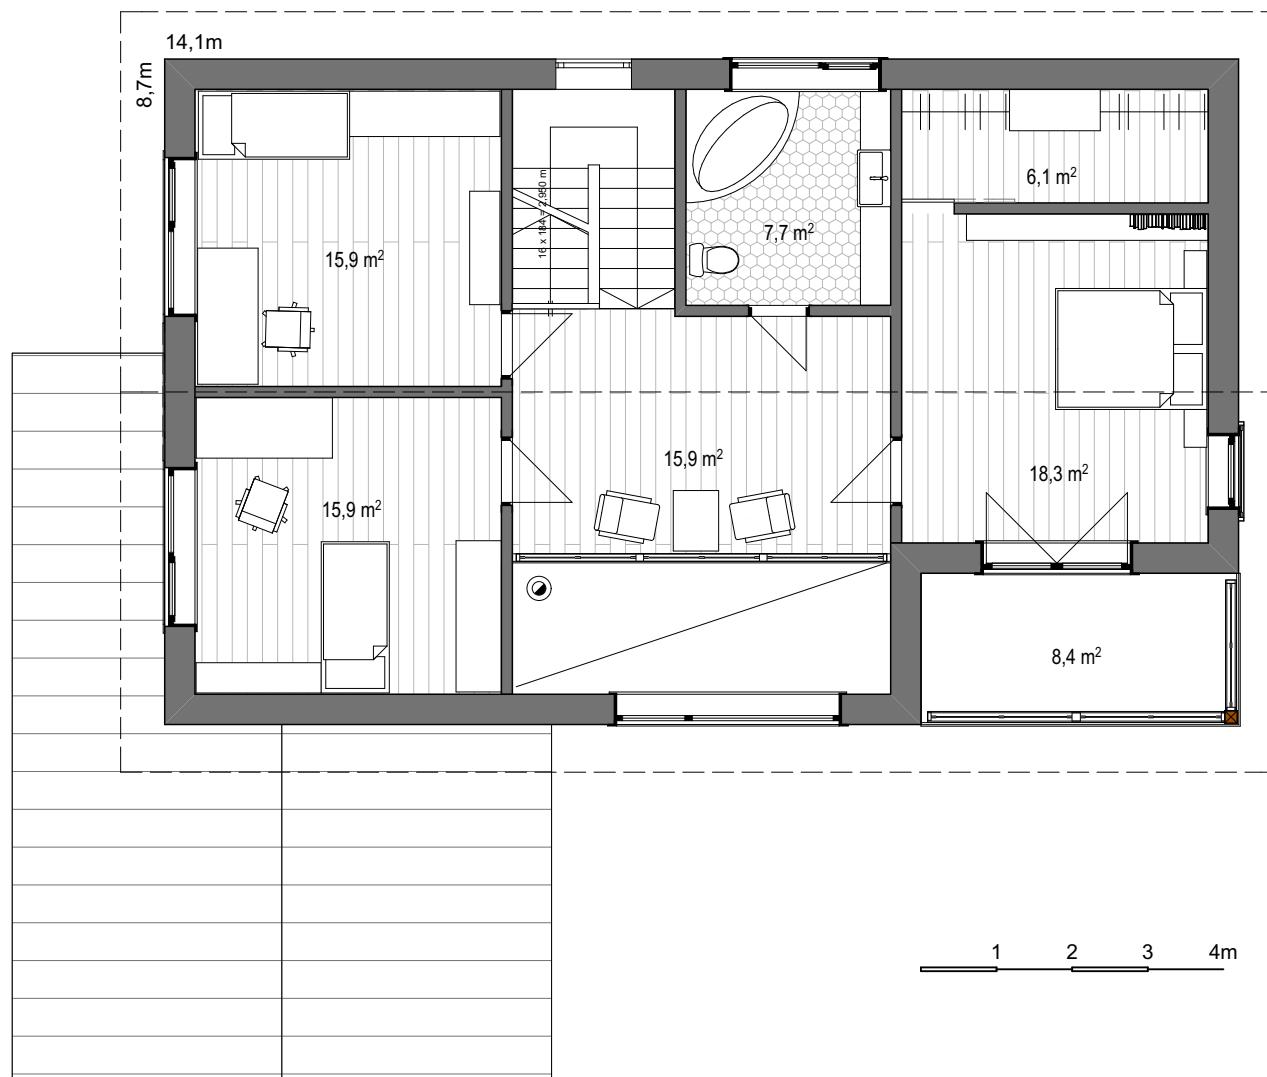 14,1m
8,7m
16 x 184 = 2,950 m
6,1 m²
7,7 m²
15,9 m²
15,9 m²
18,3 m²
15,9 m²
8,4 m²
1 2 3 4m